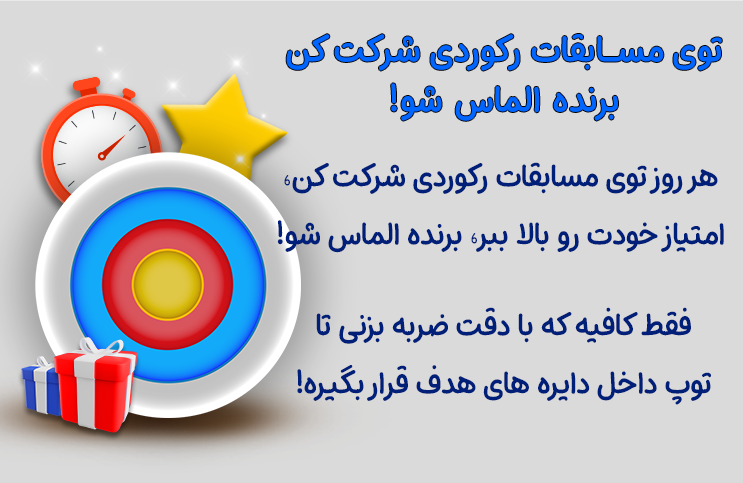 توی مسـابقات رکوردی شرکت کن
برنده الماس شو!
هر روز توی مسابقات رکوردی شرکت کن،
امتیاز خودت رو بالا ببر، برنده الماس شو!
فقط کافیه که با دقت ضربه بزنی تا
توپ داخل دایره های هدف قرار بگیره!